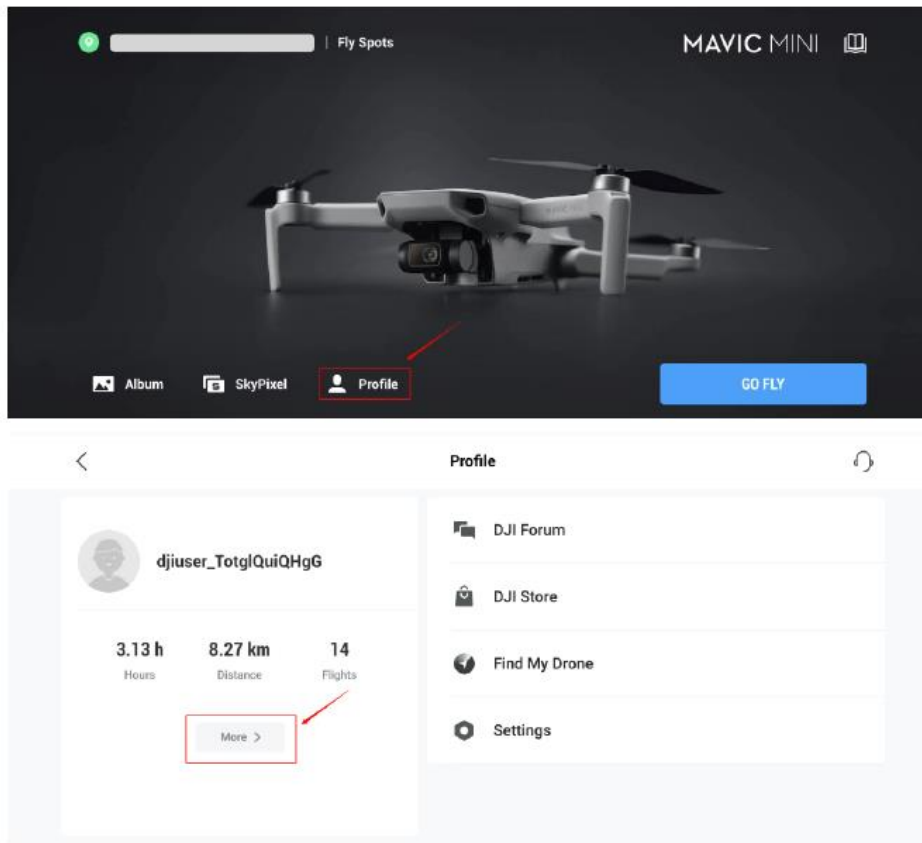 Fly Spots
MAVIC MINI
Album
SkyPixel
Profile
GO FLY
Profile
DJI Forum
DJI Store
Find My Drone
Settings
3.13 h
8.27 km
14
Hours
Distance
Flights
More >